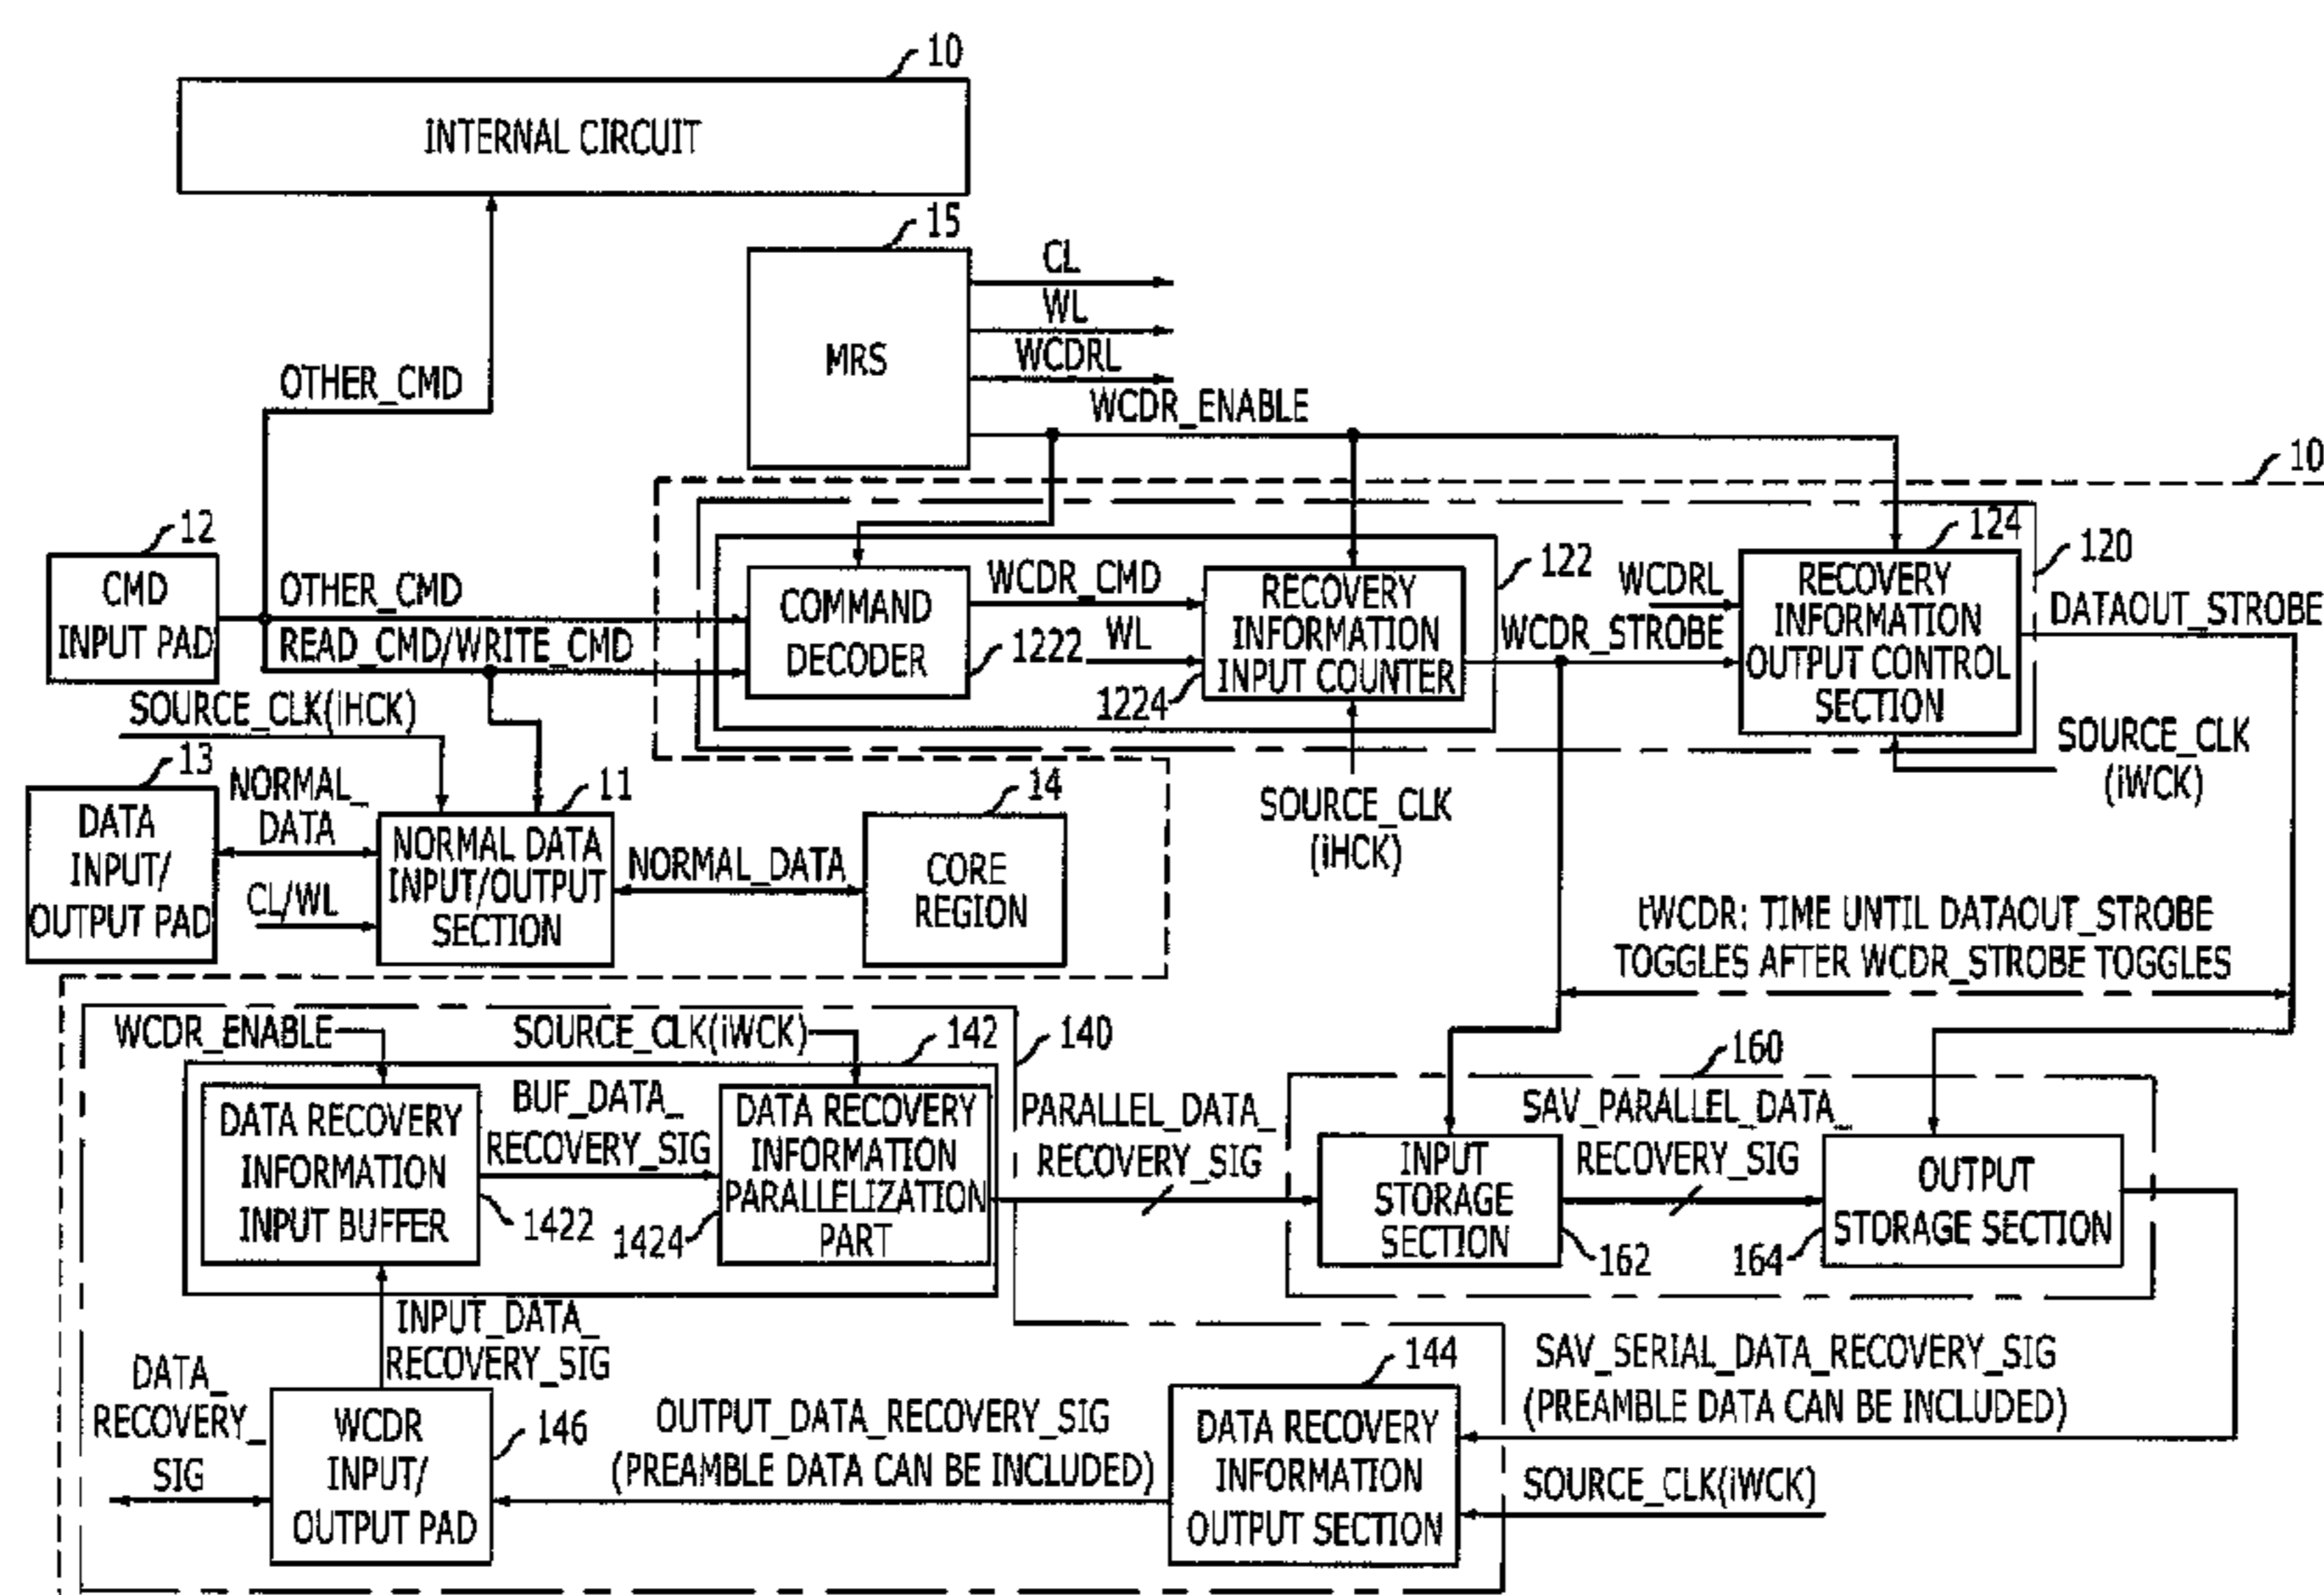 10
INTERNAL CIRCUIT
15
MRS
CL
WL
WCDRL
WCDR_ENABLE
OTHER_CMD
10
12
CMD
INPUT PAD
OTHER_CMD
READ_CMD/WRITE_CMD
SOURCE_CLK(iHCK)
COMMAND
DECODER
1222
WCDR_CMD
WL
1224
RECOVERY
INFORMATION
INPUT COUNTER
122
WCDR_STROBE
WCDRL
124
RECOVERY
INFORMATION
OUTPUT CONTROL
SECTION
120
DATAOUT_STROBE
SOURCE_CLK
(iWCK)
SOURCE_CLK
(iHCK)
13
DATA
INPUT/
OUTPUT PAD
NORMAL_
DATA
CL/WL
11
NORMAL DATA
INPUT/OUTPUT
SECTION
NORMAL_DATA
14
CORE
REGION
tWCDR: TIME UNTIL DATAOUT_STROBE
TOGGLES AFTER WCDR_STROBE TOGGLES
WCDR_ENABLE
SOURCE_CLK(iWCK)
142
140
DATA RECOVERY
INFORMATION
INPUT BUFFER
1422
BUF_DATA_
RECOVERY_SIG
1424
DATA RECOVERY
INFORMATION
PARALLELIZATION
PART
PARALLEL_DATA_
RECOVERY_SIG
160
INPUT
STORAGE
SECTION
162
SAV_PARALLEL_DATA_
RECOVERY_SIG
164
OUTPUT
STORAGE SECTION
INPUT_DATA_
RECOVERY_SIG
DATA_
RECOVERY_
SIG
WCDR
INPUT/
OUTPUT PAD
146
OUTPUT_DATA_RECOVERY_SIG
(PREAMBLE DATA CAN BE INCLUDED)
144
DATA RECOVERY
INFORMATION
OUTPUT SECTION
SAV_SERIAL_DATA_RECOVERY_SIG
(PREAMBLE DATA CAN BE INCLUDED)
SOURCE_CLK(iWCK)